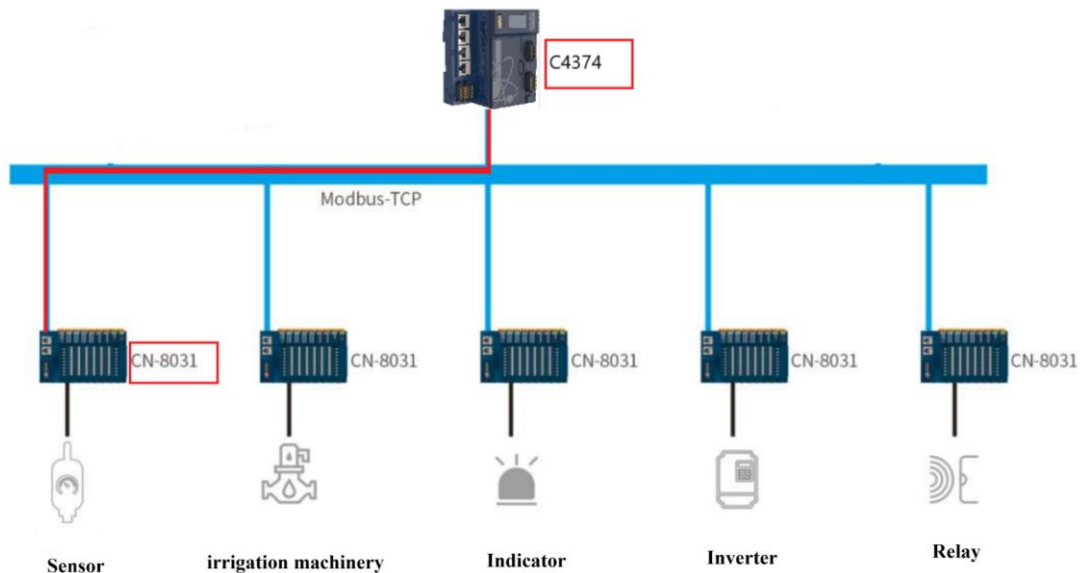 C4374
Modbus-TCP
CN-8031 CN-8031 CN-8031 CN-8031 CN-8031
Sensor irrigation machinery Indicator Inverter Relay